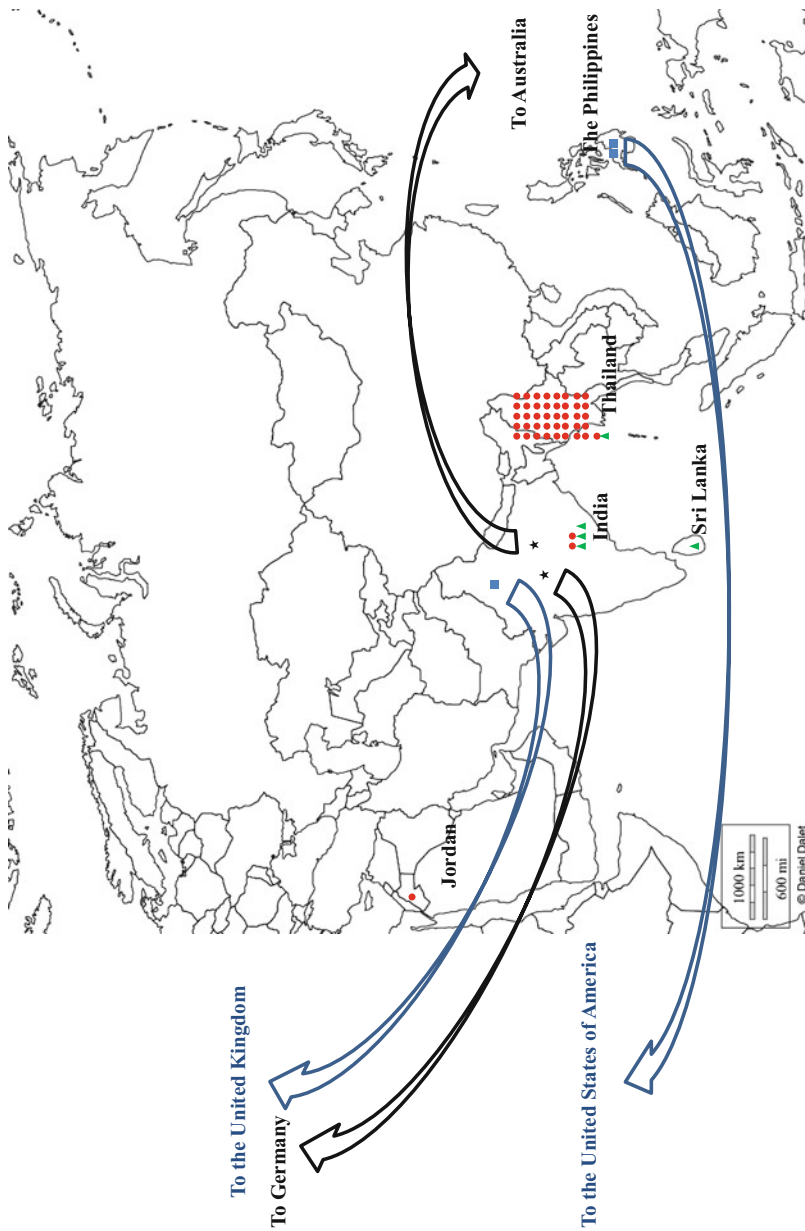 To the United Kingdom
To Germany
To the United States of America
Jordan
India
Sri Lanka
Thailand
The Philippines
To Australia
1000 km
600 mi
© Daniel Dalet